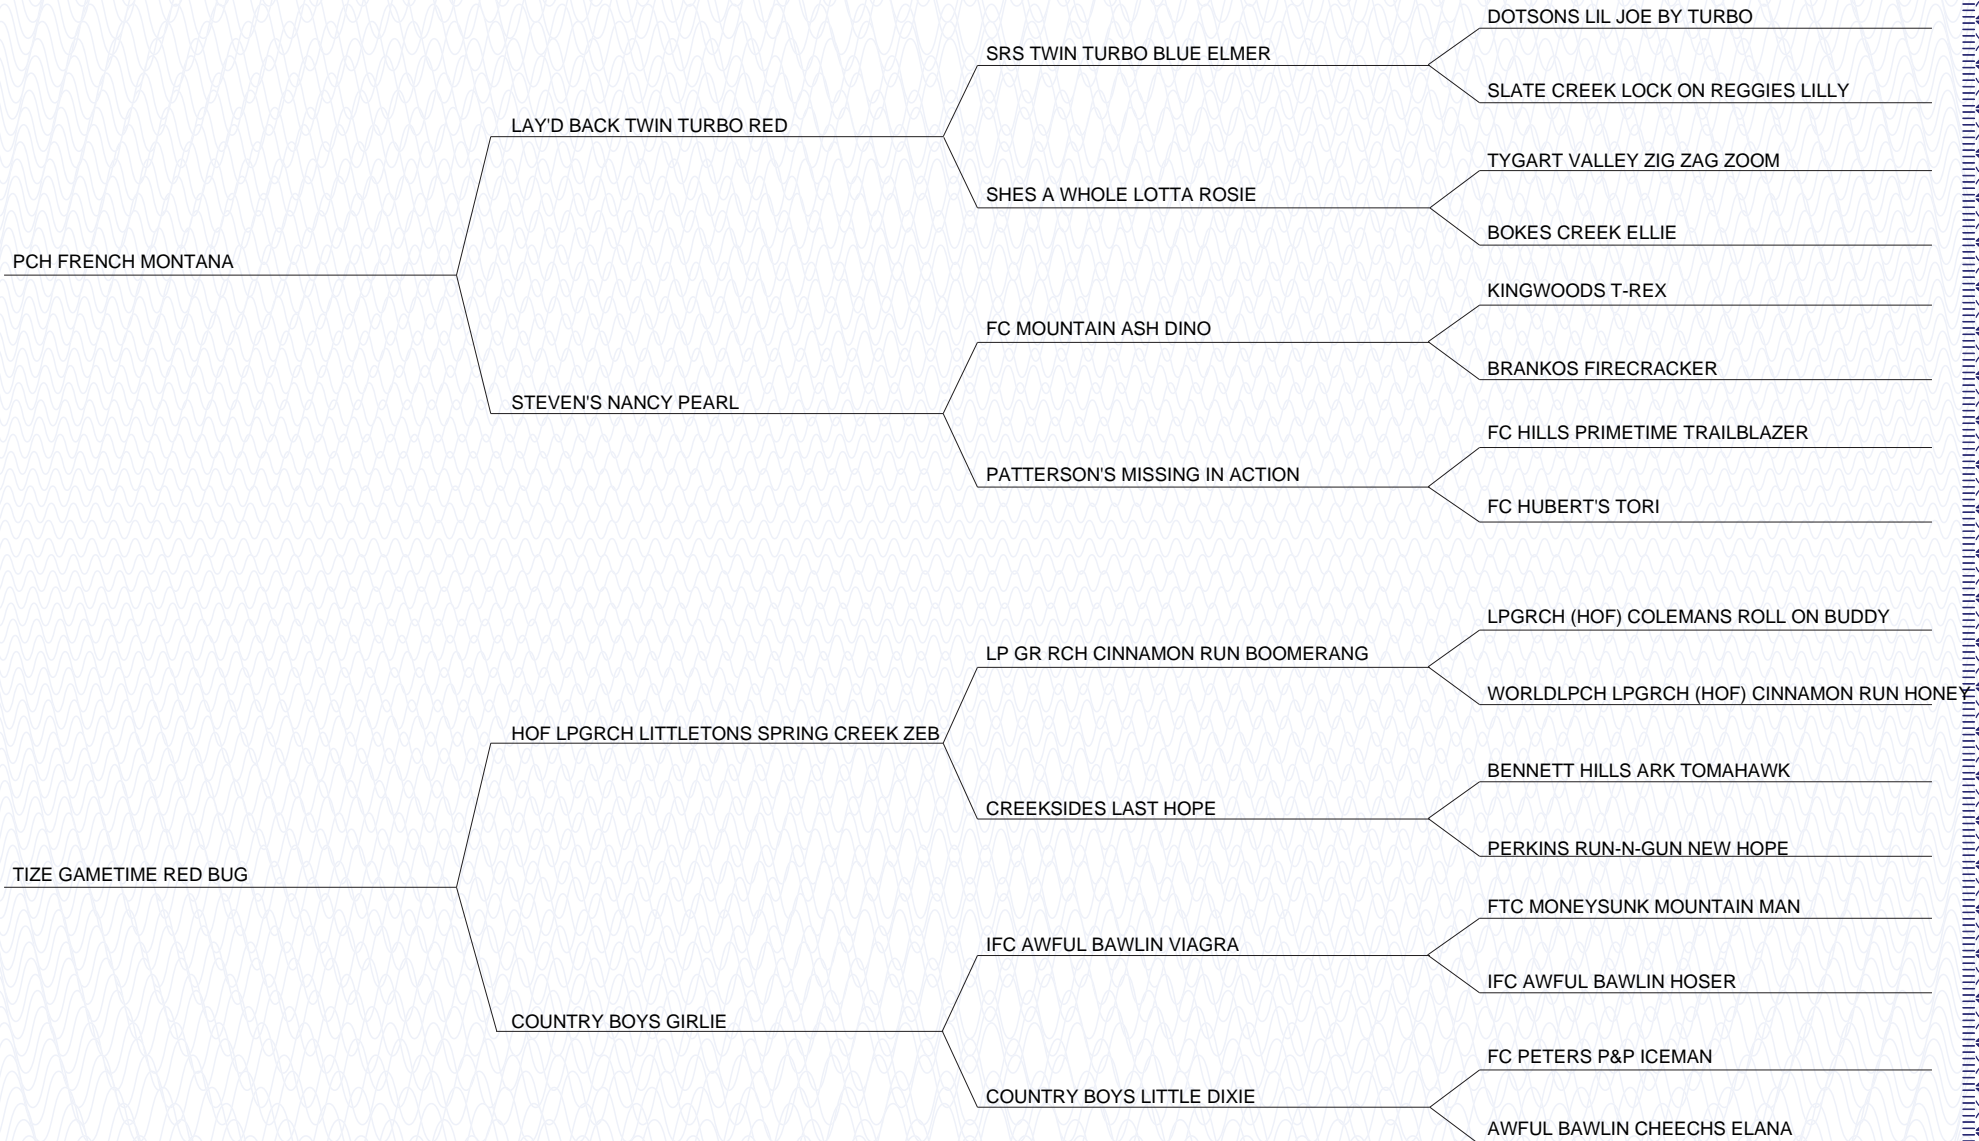 DOTSONS LIL JOE BY TURBO
SRS TWIN TURBO BLUE ELMER
SLATE CREEK LOCK ON REGGIES LILLY
LAY'D BACK TWIN TURBO RED
TYGART VALLEY ZIG ZAG ZOOM
SHES A WHOLE LOTTA ROSIE
BOKES CREEK ELLIE
PCH FRENCH MONTANA
KINGWOODS T-REX
FC MOUNTAIN ASH DINO
BRANKOS FIRECRACKER
STEVEN'S NANCY PEARL
FC HILLS PRIMETIME TRAILBLAZER
PATTERSON'S MISSING IN ACTION
FC HUBERT'S TORI
LPGRCH (HOF) COLEMANS ROLL ON BUDDY
LP GR RCH CINNAMON RUN BOOMERANG
WORLDLPCH LPGRCH (HOF) CINNAMON RUN HONEY
HOF LPGRCH LITTLETONS SPRING CREEK ZEB
BENNETT HILLS ARK TOMAHAWK
CREEKSIDES LAST HOPE
PERKINS RUN-N-GUN NEW HOPE
TIZE GAMETIME RED BUG
FTC MONEYSUNK MOUNTAIN MAN
IFC AWFUL BAWLIN VIAGRA
IFC AWFUL BAWLIN HOSER
COUNTRY BOYS GIRLIE
FC PETERS P&P ICEMAN
COUNTRY BOYS LITTLE DIXIE
AWFUL BAWLIN CHEECHS ELANA